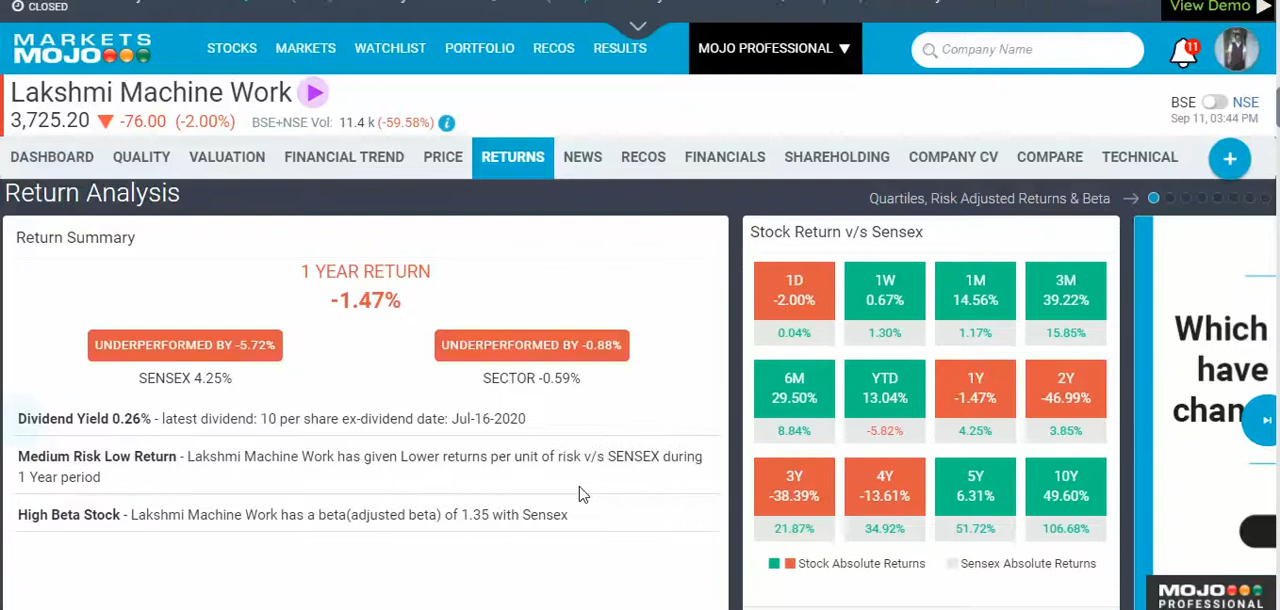 CLOSED
View Demo
MARKETS
MOJO
STOCKS MARKETS WATCHLIST PORTFOLIO RECOS RESULTS
MOJO PROFESSIONAL ▼
Company Name
11
Lakshmi Machine Work
3,725.20 ▼ -76.00 (-2.00%) BSE+NSE Vol: 11.4 k (-59.58%) i
BSE NSE
Sep 11, 03:44 PM
DASHBOARD QUALITY VALUATION FINANCIAL TREND PRICE RETURNS NEWS RECOS FINANCIALS SHAREHOLDING COMPANY CV COMPARE TECHNICAL +
Return Analysis
Quartiles, Risk Adjusted Returns & Beta →
Return Summary
1 YEAR RETURN
-1.47%
UNDERPERFORMED BY -5.72% UNDERPERFORMED BY -0.88%
SENSEX 4.25% SECTOR -0.59%
Dividend Yield 0.26% - latest dividend: 10 per share ex-dividend date: Jul-16-2020
Medium Risk Low Return - Lakshmi Machine Work has given Lower returns per unit of risk v/s SENSEX during
1 Year period
High Beta Stock - Lakshmi Machine Work has a beta(adjusted beta) of 1.35 with Sensex
Stock Return v/s Sensex
1D 1W 1M 3M
-2.00% 0.67% 14.56% 39.22%
0.04% 1.30% 1.17% 15.85%
6M YTD 1Y 2Y
29.50% 13.04% -1.47% -46.99%
8.84% -5.82% 4.25% 3.85%
3Y 4Y 5Y 10Y
-38.39% -13.61% 6.31% 49.60%
21.87% 34.92% 51.72% 106.68%
Stock Absolute Returns Sensex Absolute Returns
Which
have
chan
MOJO
PROFESSIONAL